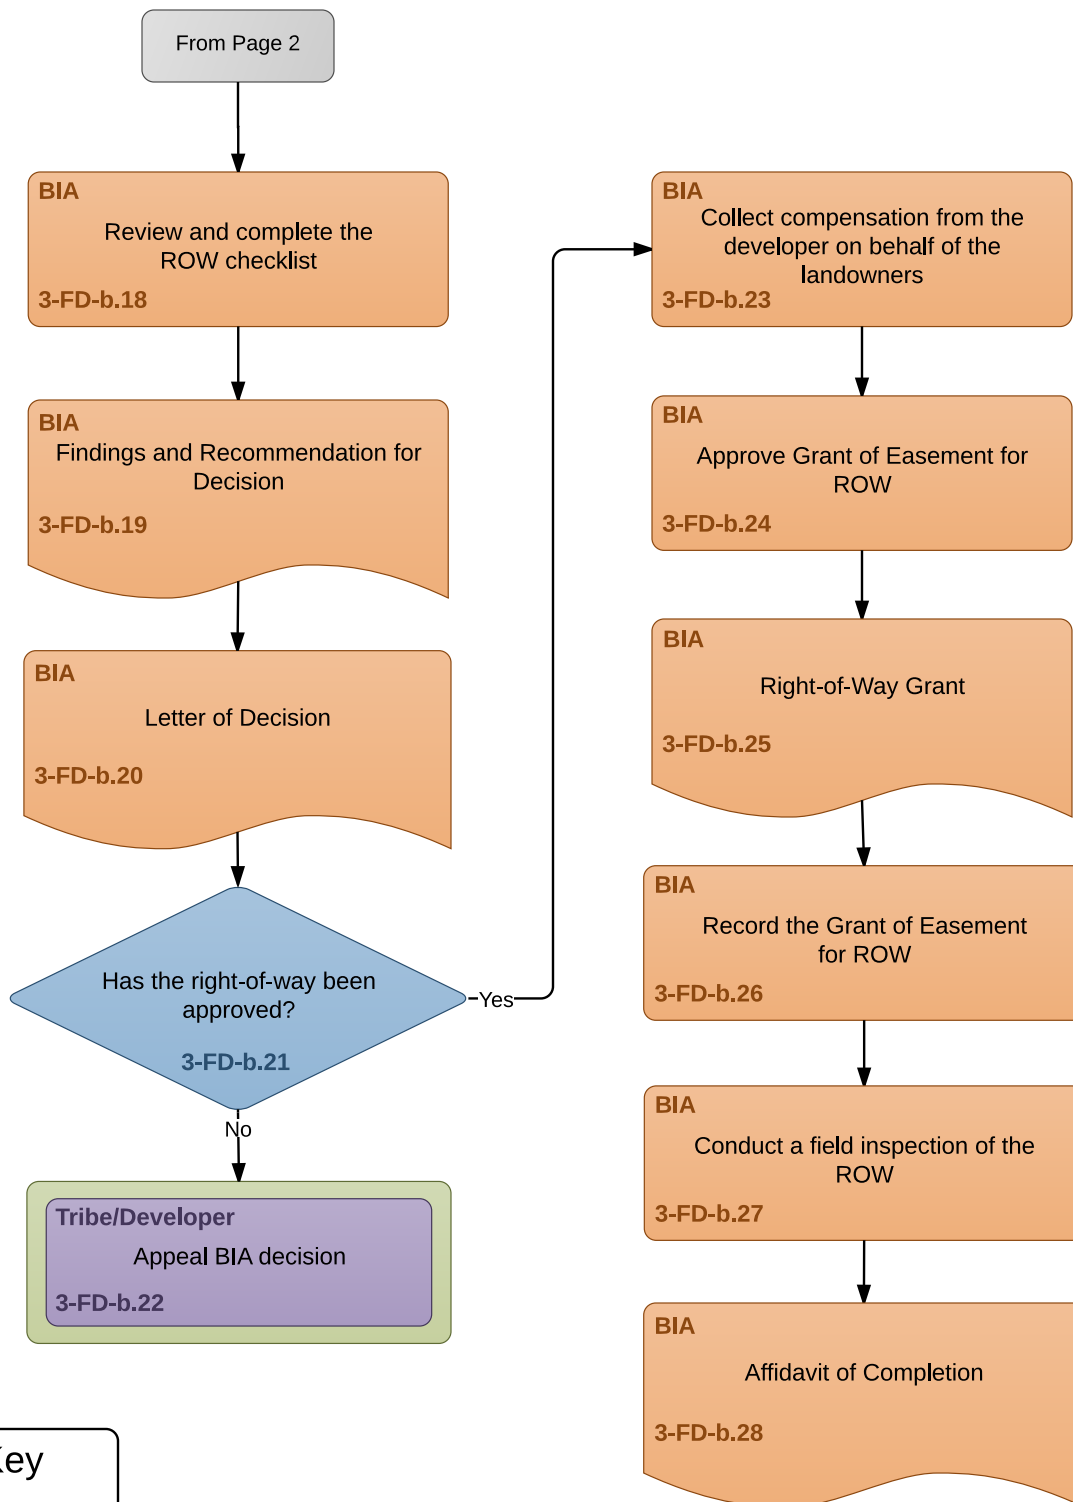 From Page 2
BIA
Review and complete the
ROW checklist
3-FD-b.18
BIA
Findings and Recommendation for
Decision
3-FD-b.19
BIA
Letter of Decision
3-FD-b.20
Has the right-of-way been
approved?
3-FD-b.21
Yes
No
Tribe/Developer
Appeal BIA decision
3-FD-b.22
BIA
Collect compensation from the
developer on behalf of the
landowners
3-FD-b.23
BIA
Approve Grant of Easement for
ROW
3-FD-b.24
BIA
Right-of-Way Grant
3-FD-b.25
BIA
Record the Grant of Easement
for ROW
3-FD-b.26
BIA
Conduct a field inspection of the
ROW
3-FD-b.27
BIA
Affidavit of Completion
3-FD-b.28